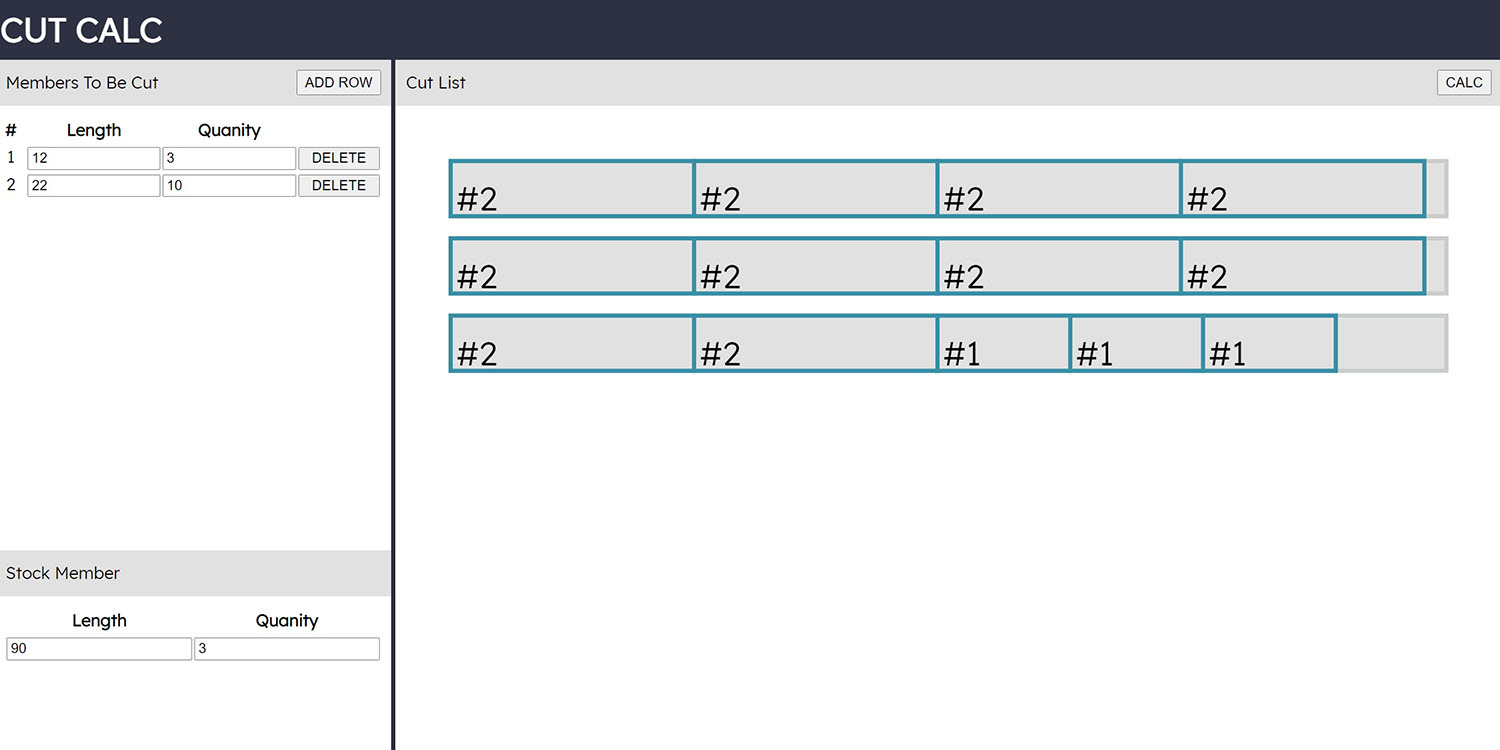 CUT CALC
Members To Be Cut ADD ROW
# Length Quanity
1 12 3 DELETE
2 22 10 DELETE
Stock Member
Length Quanity
90 3
Cut List CALC
#2 #2 #2 #2
#2 #2 #2 #2
#2 #2 #1 #1 #1